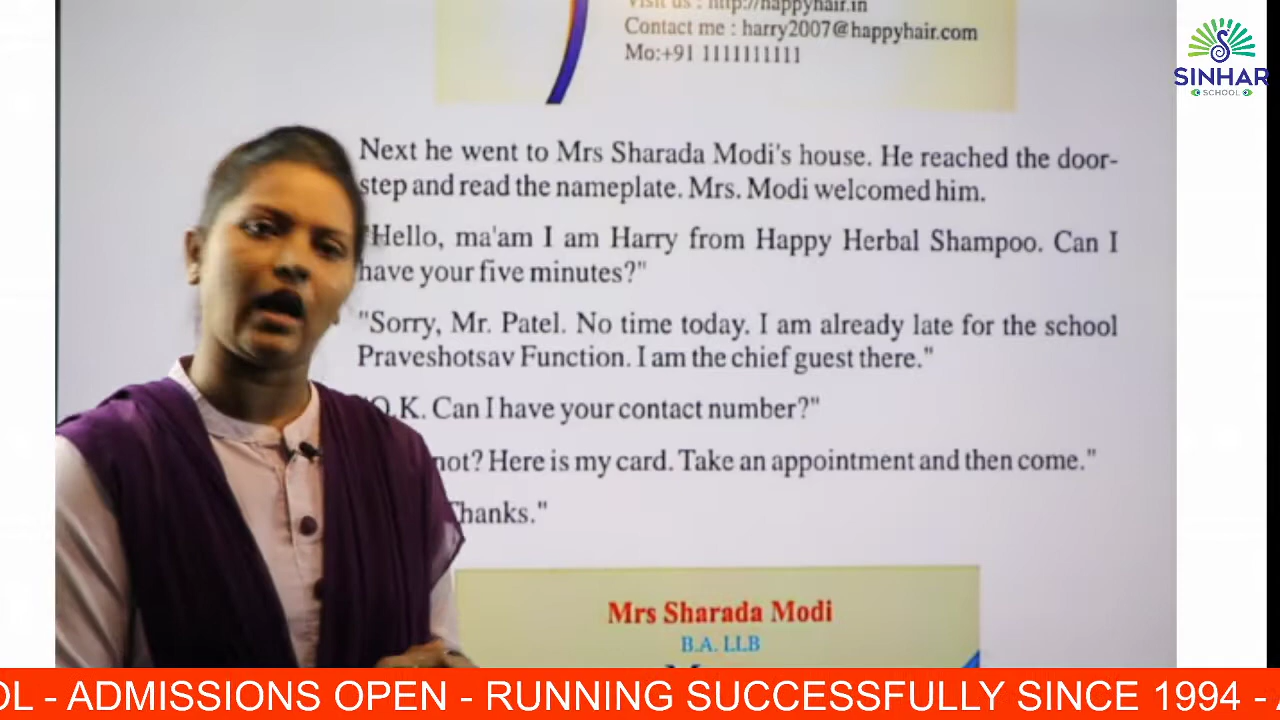 Visit us : http://happyhair.in
Contact me : harry2007@happyhair.com
Mo:+91 1111111111
SINHAR
SCHOOL
Next he went to Mrs Sharada Modi's house. He reached the door-
step and read the nameplate. Mrs. Modi welcomed him.
"Hello, ma'am I am Harry from Happy Herbal Shampoo. Can I
have your five minutes?"
"Sorry, Mr. Patel. No time today. I am already late for the school
Praveshotsav Function. I am the chief guest there."
"O.K. Can I have your contact number?"
not? Here is my card. Take an appointment and then come."
Thanks."
Mrs Sharada Modi
B.A. LLB
OL - ADMISSIONS OPEN - RUNNING SUCCESSFULLY SINCE 1994 -